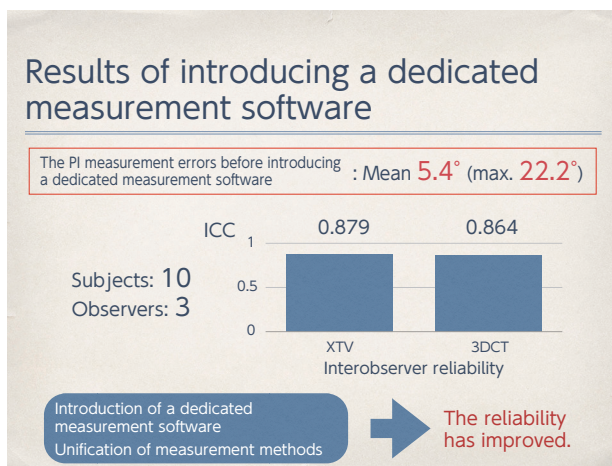 Results of introducing a dedicated
measurement software
The PI measurement errors before introducing
a dedicated measurement software
: Mean 5.4° (max. 22.2°)
ICC
0.879
0.864
1
0.5
0
Subjects: 10
Observers: 3
XTV
3DCT
Interobserver reliability
Introduction of a dedicated
measurement software
Unification of measurement methods
The reliability
has improved.